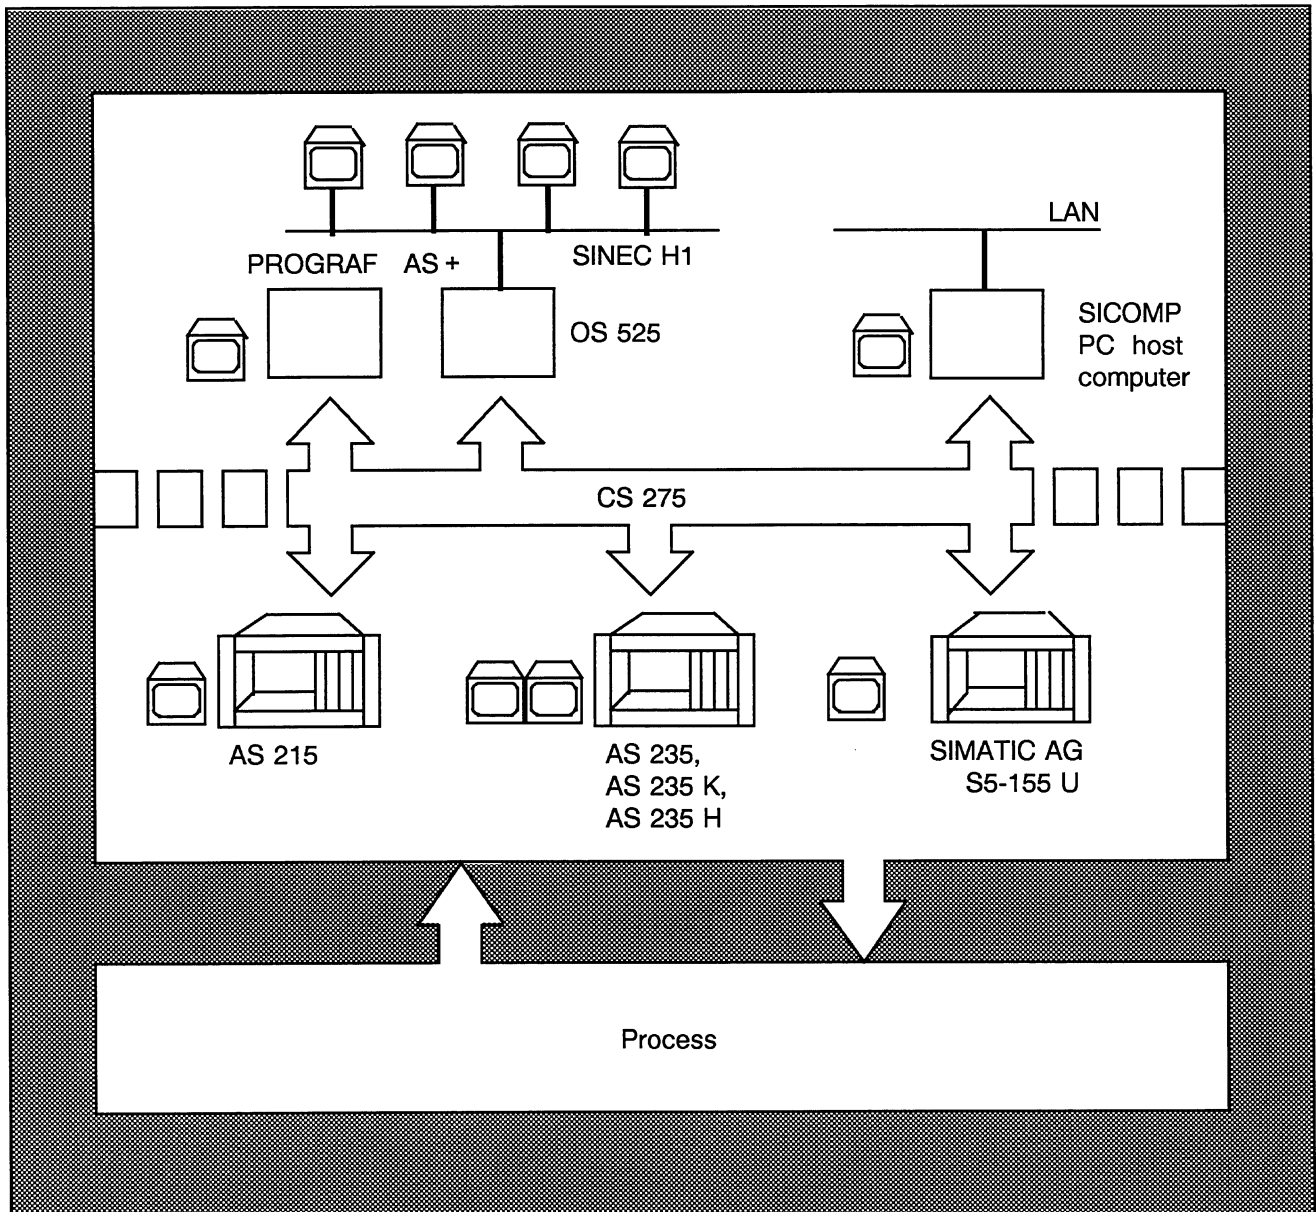 LAN
PROGRAF AS +
SINEC H1
OS 525
SICOMP
PC host
computer
CS 275
AS 215
AS 235,
AS 235 K,
AS 235 H
SIMATIC AG
S5-155 U
Process